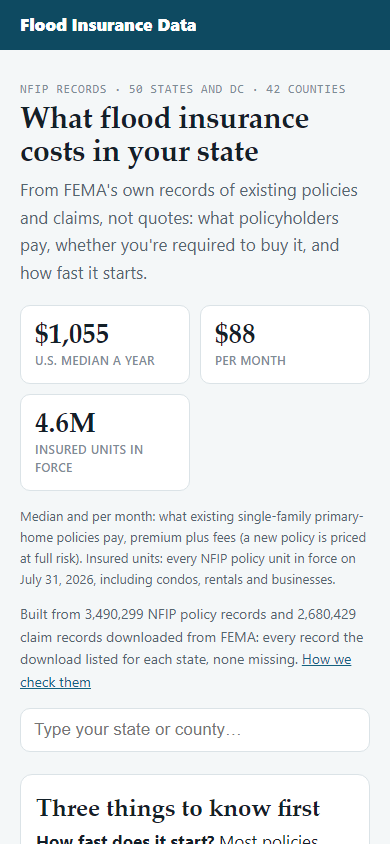 Flood Insurance Data
NFIP RECORDS · 50 STATES AND DC · 42 COUNTIES
What flood insurance
costs in your state
From FEMA's own records of existing policies
and claims, not quotes: what policyholders
pay, whether you're required to buy it, and
how fast it starts.
$1,055
U.S. MEDIAN A YEAR
$88
PER MONTH
4.6M
INSURED UNITS IN
FORCE
Median and per month: what existing single-family primary-
home policies pay, premium plus fees (a new policy is priced
at full risk). Insured units: every NFIP policy unit in force on
July 31, 2026, including condos, rentals and businesses.
Built from 3,490,299 NFIP policy records and 2,680,429
claim records downloaded from FEMA: every record the
download listed for each state, none missing. How we
check them
Type your state or county…
Three things to know first
How fast does it start? Most policies